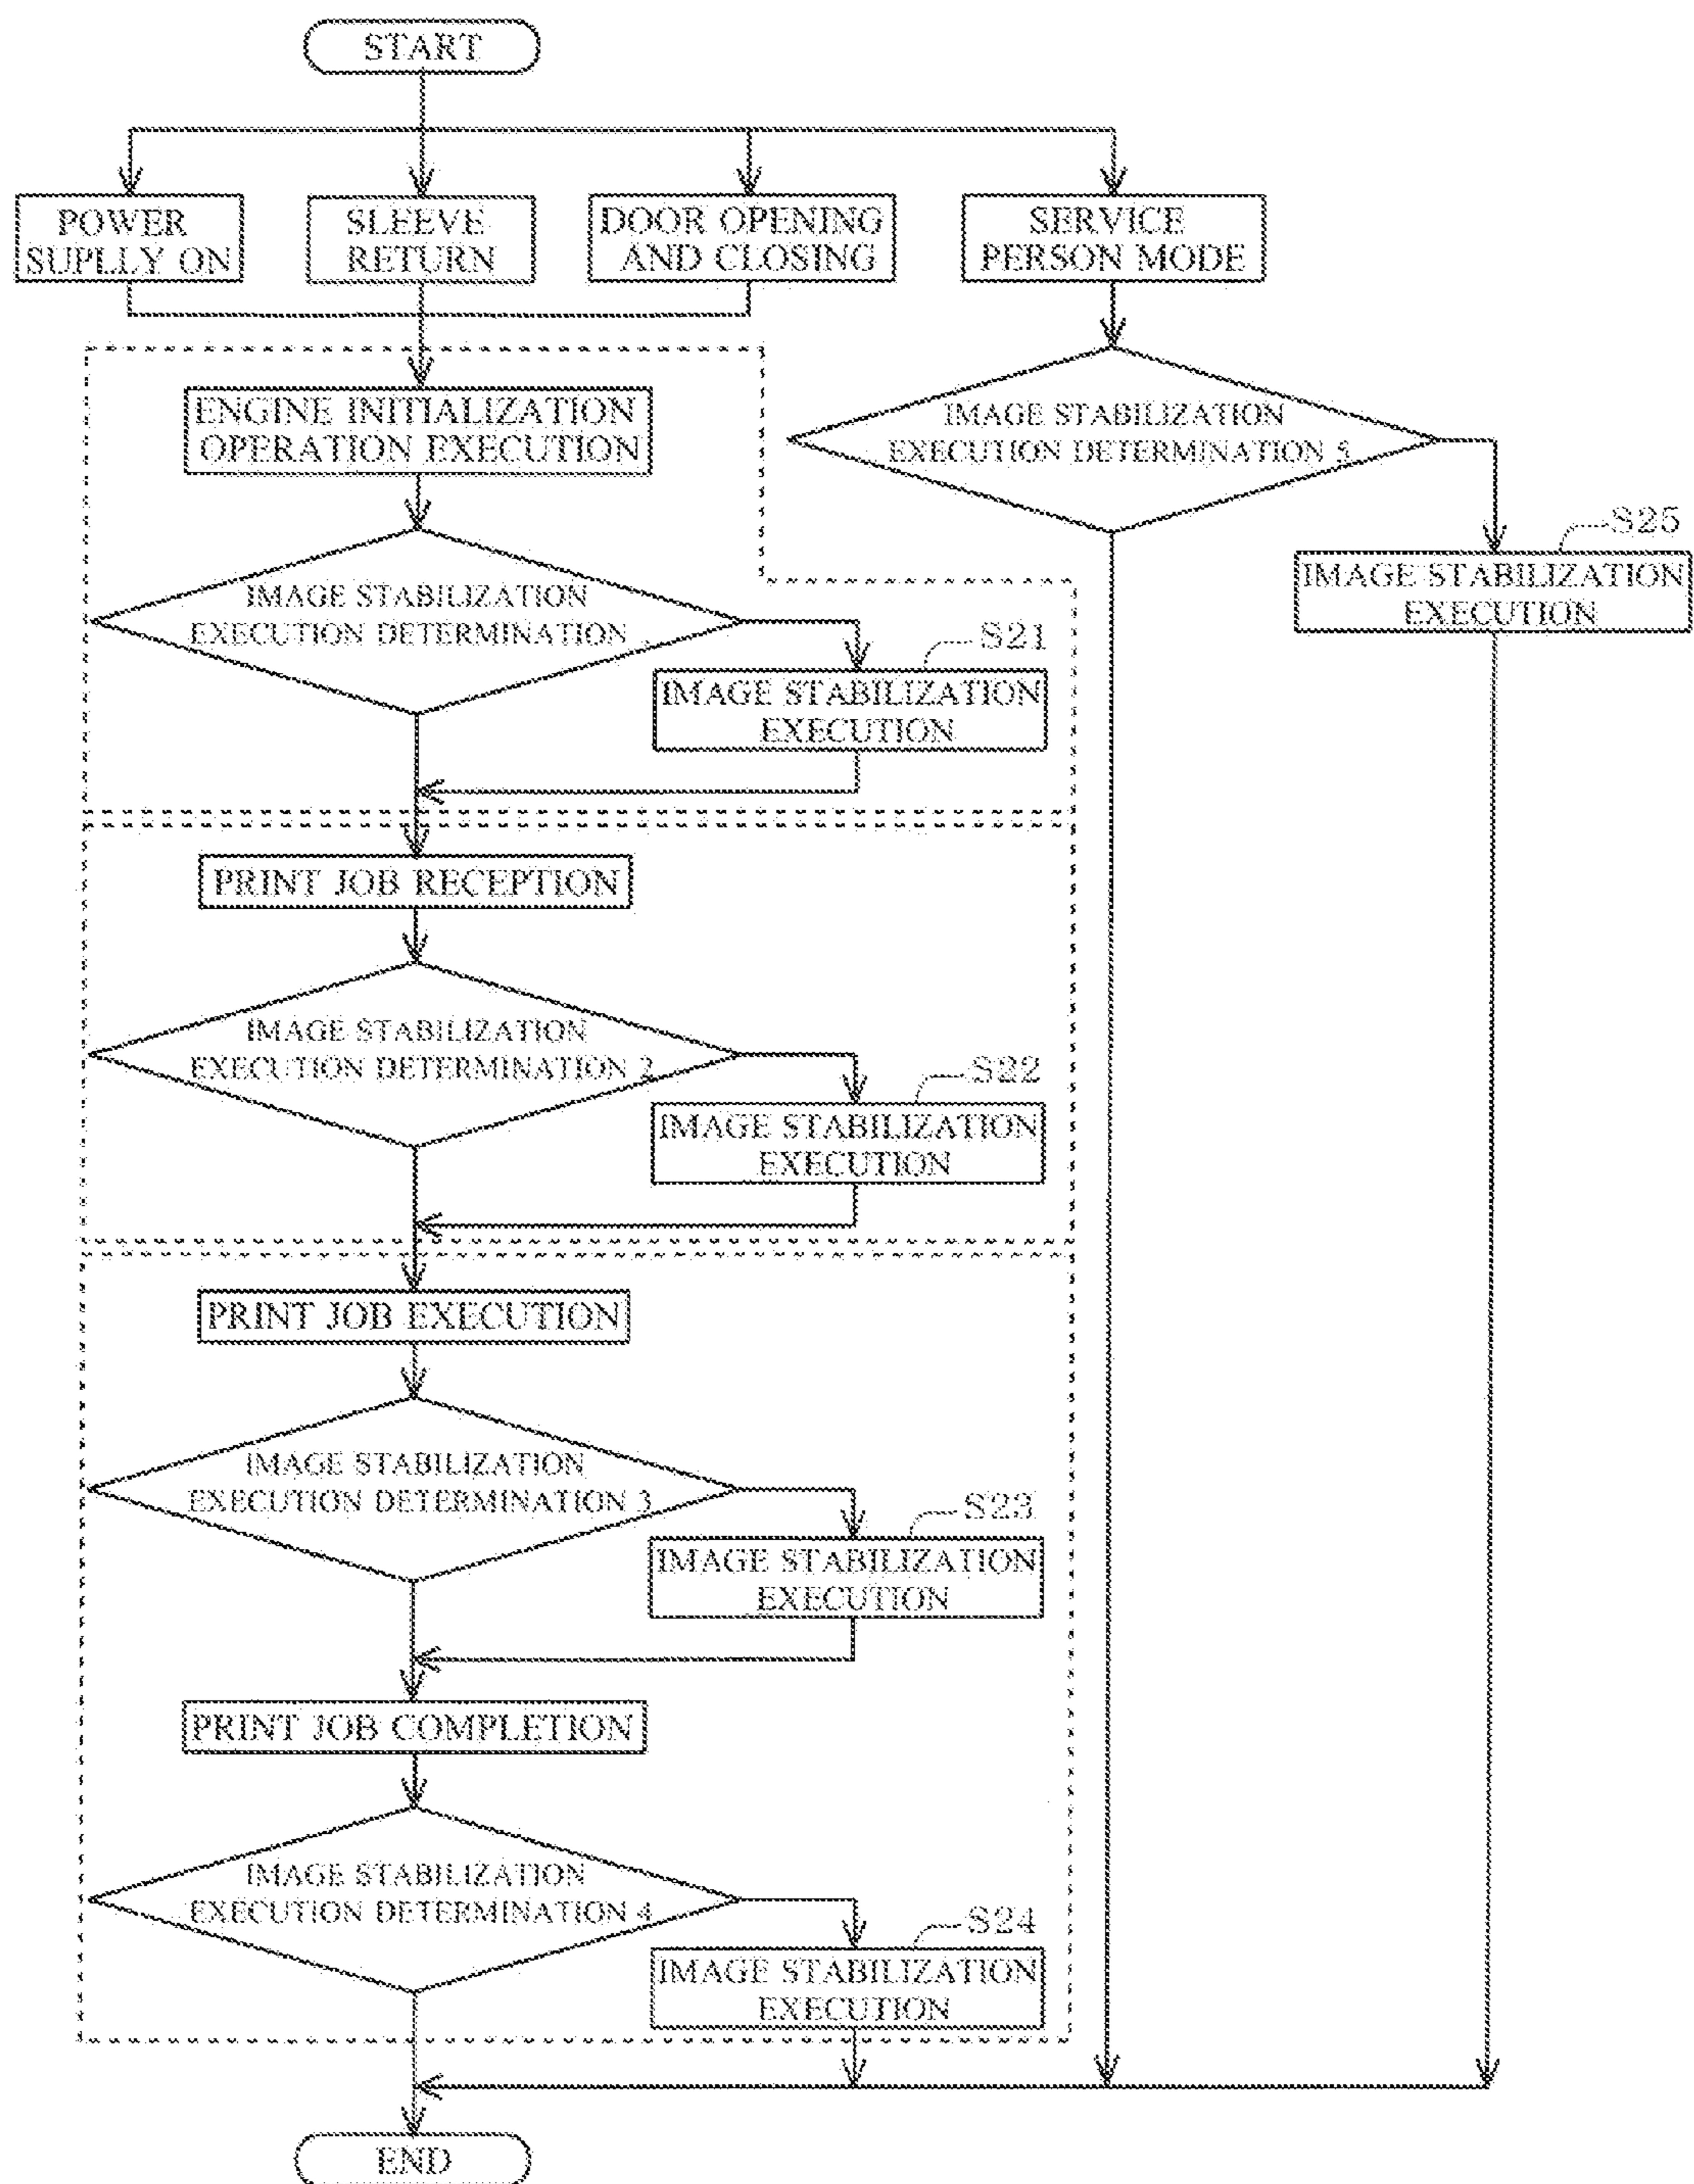 START
POWER
SUPLLY ON
SLEEVE
RETURN
DOOR OPENING
AND CLOSING
SERVICE
PERSON MODE
ENGINE INITIALIZATION
OPERATION EXECUTION
IMAGE STABILIZATION
EXECUTION DETERMINATION 5
S25
IMAGE STABILIZATION
EXECUTION
IMAGE STABILIZATION
EXECUTION DETERMINATION
S21
IMAGE STABILIZATION
EXECUTION
PRINT JOB RECEPTION
IMAGE STABILIZATION
EXECUTION DETERMINATION 2
S22
IMAGE STABILIZATION
EXECUTION
PRINT JOB EXECUTION
IMAGE STABILIZATION
EXECUTION DETERMINATION 3
S23
IMAGE STABILIZATION
EXECUTION
PRINT JOB COMPLETION
IMAGE STABILIZATION
EXECUTION DETERMINATION 4
S24
IMAGE STABILIZATION
EXECUTION
END